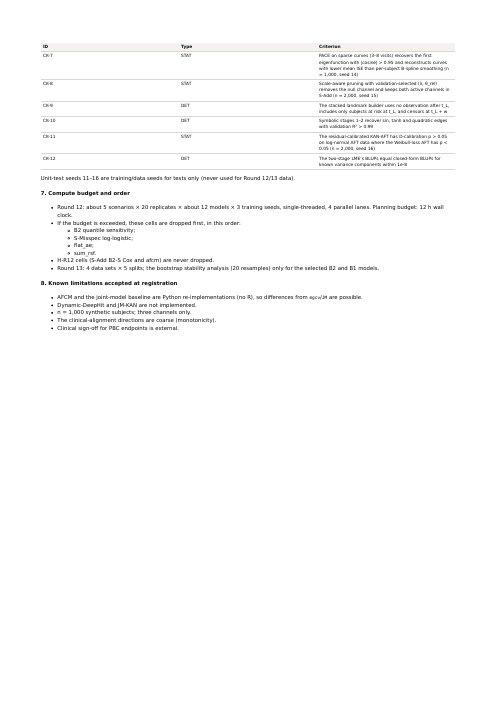 ID Type Criterion
CK-7 STAT PACE on sparse curves (3–8 visits) recovers the first
eigenfunction with |cosine| > 0.95 and reconstructs curves
with lower mean ISE than per-subject B-spline smoothing (n
= 1,000, seed 14)
CK-8 STAT Scale-aware pruning with validation-selected (λ, θ_rel)
removes the null channel and keeps both active channels in
S-Add (n = 2,000, seed 15)
CK-9 DET The stacked landmark builder uses no observation after t_L,
includes only subjects at risk at t_L, and censors at t_L + w
CK-10 DET Symbolic stages 1–2 recover sin, tanh and quadratic edges
with validation R² > 0.99
CK-11 STAT The residual-calibrated KAN-AFT has D-calibration p > 0.05
on log-normal AFT data where the Weibull-loss AFT has p <
0.05 (n = 2,000, seed 16)
CK-12 DET The two-stage LME's BLUPs equal closed-form BLUPs for
known variance components within 1e-8
Unit-test seeds 11–16 are training/data seeds for tests only (never used for Round 12/13 data).
7. Compute budget and order
• Round 12: about 5 scenarios × 20 replicates × about 12 models × 3 training seeds, single-threaded, 4 parallel lanes. Planning budget: 12 h wall
clock.
• If the budget is exceeded, these cells are dropped first, in this order:
B2 quantile sensitivity;
S-Misspec log-logistic;
flat_ae;
sum_rsf.
• H-R12 cells (S-Add B2–S Cox and afcm) are never dropped.
• Round 13: 4 data sets × 5 splits; the bootstrap stability analysis (20 resamples) only for the selected B2 and B1 models.
8. Known limitations accepted at registration
• AFCM and the joint-model baseline are Python re-implementations (no R), so differences from are possible.
• Dynamic-DeepHit and JM-KAN are not implemented.
• n = 1,000 synthetic subjects; three channels only.
• The clinical-alignment directions are coarse (monotonicity).
• Clinical sign-off for PBC endpoints is external.